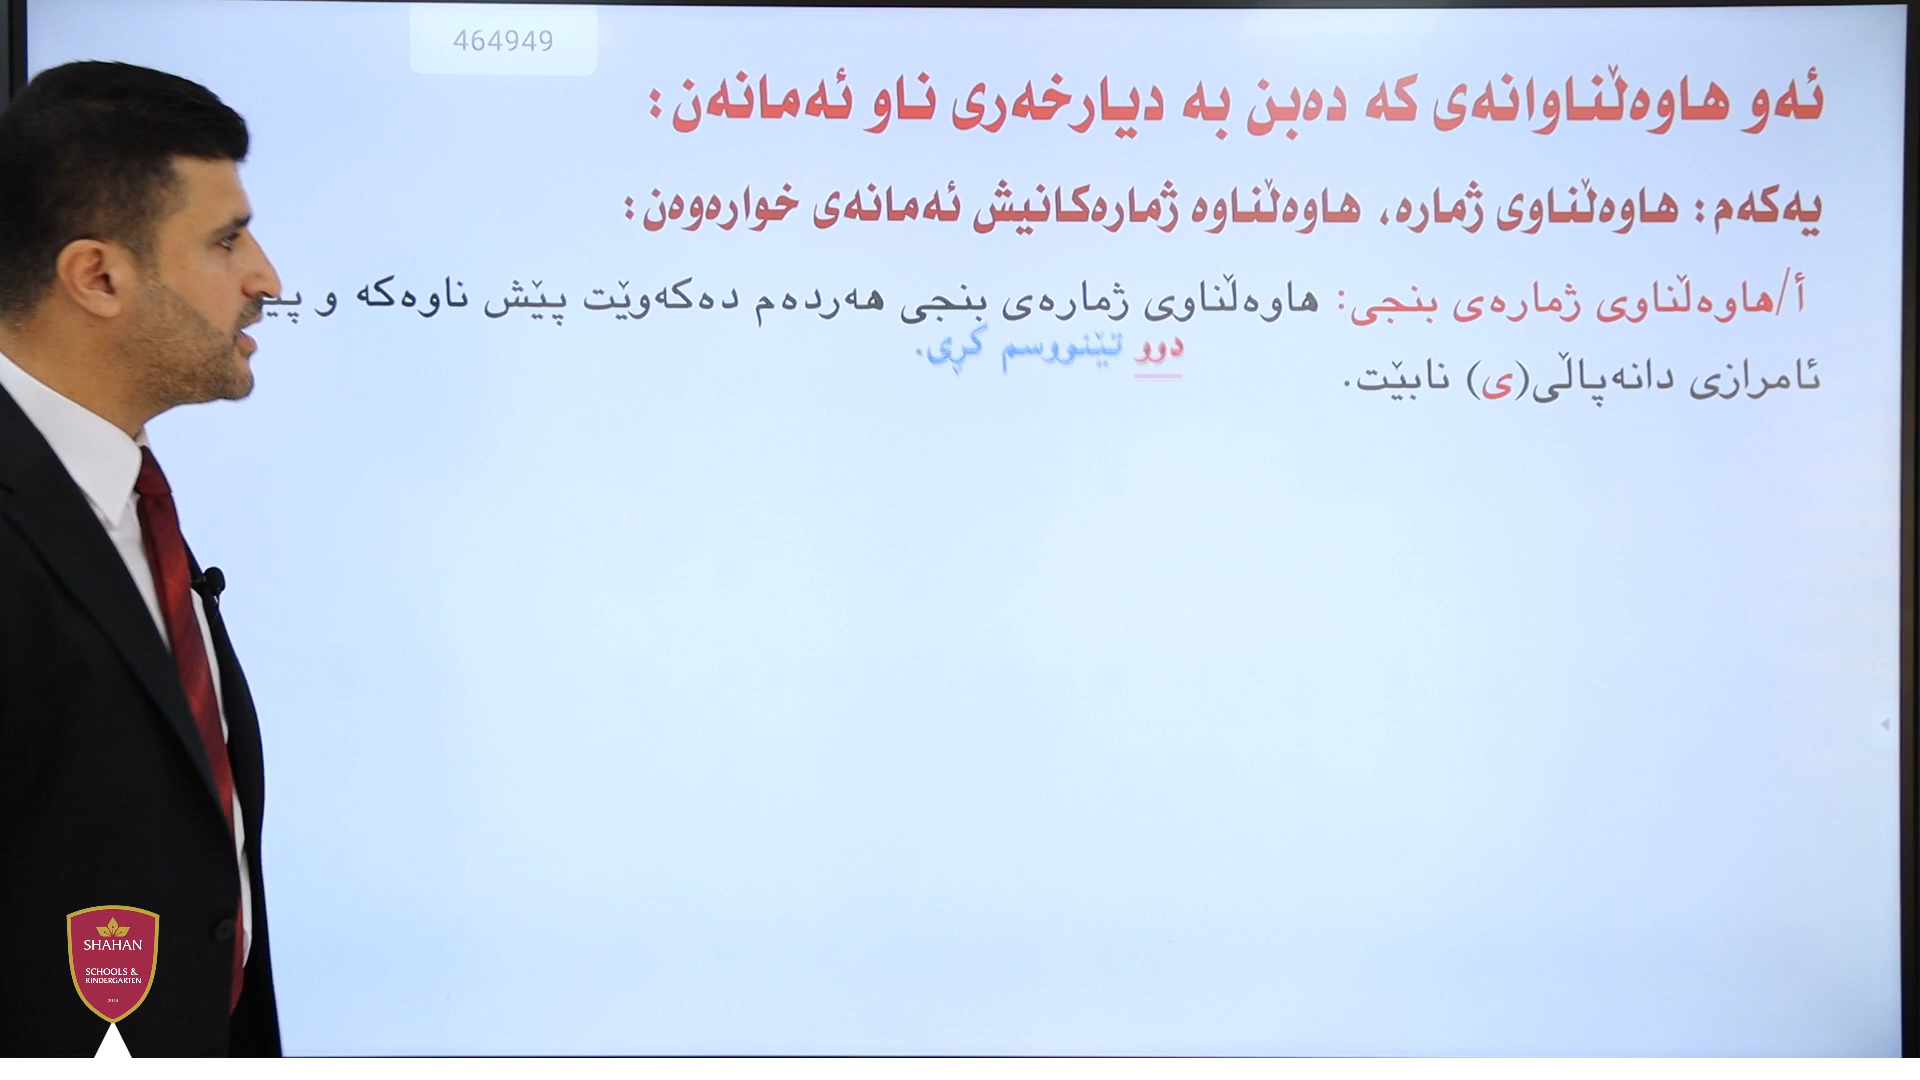 464949
ئەو هاوەڵناوانەی کە دەبن بە دیارخەری ناو ئەمانەن:
یەکەم: هاوەڵناوی ژمارە، هاوەڵناوە ژمارەکانیش ئەمانەی خوارەوەن:
أ/هاوەڵناوی ژمارەی بنجی: هاوەڵناوی ژمارەی بنجی هەردەم دەکەوێت پێش ناوەکە و
دوو تێنووسم کڕی.
ئامرازی دانەپاڵی(ی) نابێت.
SHAHAN
SCHOOLS &
KINDERGARTEN